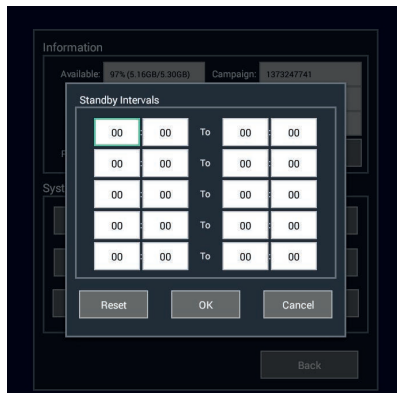 Information
Available: 97%(5.16GB/5.30GB) Campaign: 1373247741
Standby Intervals
00 : 00 To 00 : 00
00 : 00 To 00 : 00
00 : 00 To 00 : 00
00 : 00 To 00 : 00
00 : 00 To 00 : 00
Syst
Reset OK Cancel
Back